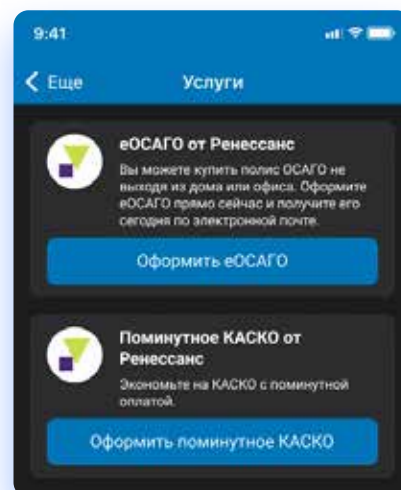 9:41
Еще
Услуги
еОСАГО от Ренессанс
Вы можете купить полис ОСАГО не
выходя из дома или офиса. Оформите
еОСАГО прямо сейчас и получите его
сегодня по электронной почте.
Оформить еОСАГО
Поминутное КАСКО от
Ренессанс
Экономьте на КАСКО с поминутной
оплатой.
Оформить поминутное КАСКО